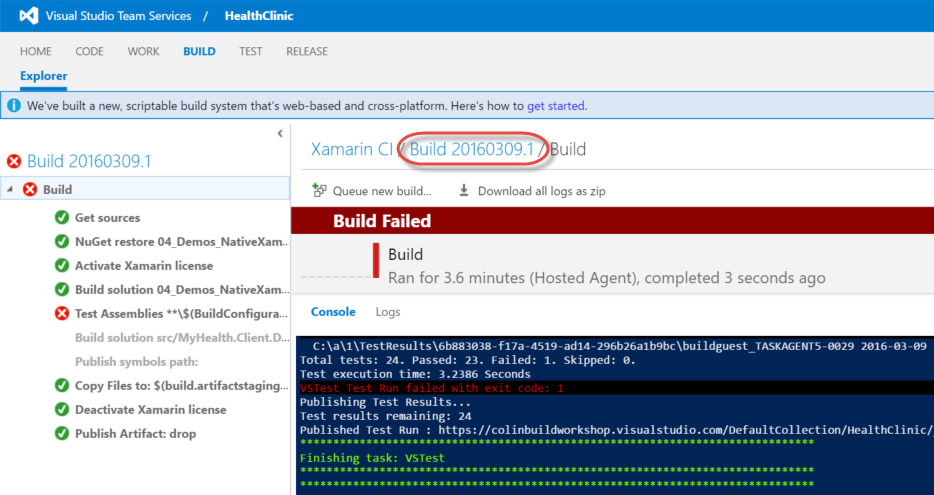 Visual Studio Team Services / HealthClinic
HOME CODE WORK BUILD TEST RELEASE
Explorer
We've built a new, scriptable build system that's web-based and cross-platform. Here's how to get started.
Build 20160309.1
Build
Get sources
NuGet restore 04_Demos_NativeXam...
Activate Xamarin license
Build solution 04_Demos_NativeXam...
Test Assemblies **\$(BuildConfigura...
Build solution src/MyHealth.Client.D...
Publish symbols path:
Copy Files to: $(build.artifactstaging...
Deactivate Xamarin license
Publish Artifact: drop
Xamarin CI / Build 20160309.1 / Build
Queue new build... Download all logs as zip
Build Failed
Build
Ran for 3.6 minutes (Hosted Agent), completed 3 seconds ago
Console Logs
C:\a\1\TestResults\6b883038-f17a-4519-ad14-296b26a1b9bc\buildguest_TASKAGENT5-0029 2016-03-09
Total tests: 24. Passed: 23. Failed: 1. Skipped: 0.
Test execution time: 3.2386 Seconds
VSTest Test Run failed with exit code: 1
Publishing Test Results...
Test results remaining: 24
Published Test Run : https://colinbuildworkshop.visualstudio.com/DefaultCollection/HealthClinic/
******************************************************************************
Finishing task: VSTest
******************************************************************************
******************************************************************************